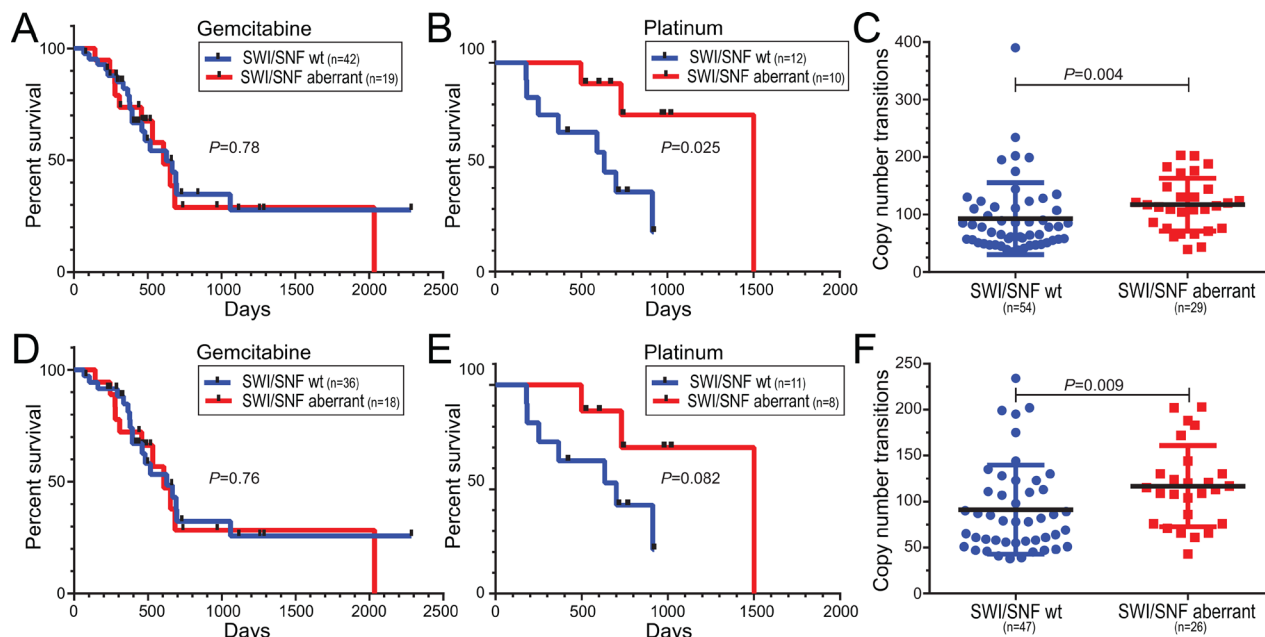 A
Gemcitabine
SWI/SNF wt (n=42)
SWI/SNF aberrant (n=19)
P=0.78
Percent survival
100
50
0
0 500 1000 1500 2000 2500
Days
B
Platinum
SWI/SNF wt (n=12)
SWI/SNF aberrant (n=10)
P=0.025
Percent survival
100
50
0
0 500 1000 1500 2000
Days
C
P=0.004
Copy number transitions
400
300
200
100
0
SWI/SNF wt
(n=54)
SWI/SNF aberrant
(n=29)
D
Gemcitabine
SWI/SNF wt (n=36)
SWI/SNF aberrant (n=18)
P=0.76
Percent survival
100
50
0
0 500 1000 1500 2000 2500
Days
E
Platinum
SWI/SNF wt (n=11)
SWI/SNF aberrant (n=8)
P=0.082
Percent survival
100
50
0
0 500 1000 1500 2000
Days
F
P=0.009
Copy number transitions
250
200
150
100
50
0
SWI/SNF wt
(n=47)
SWI/SNF aberrant
(n=26)